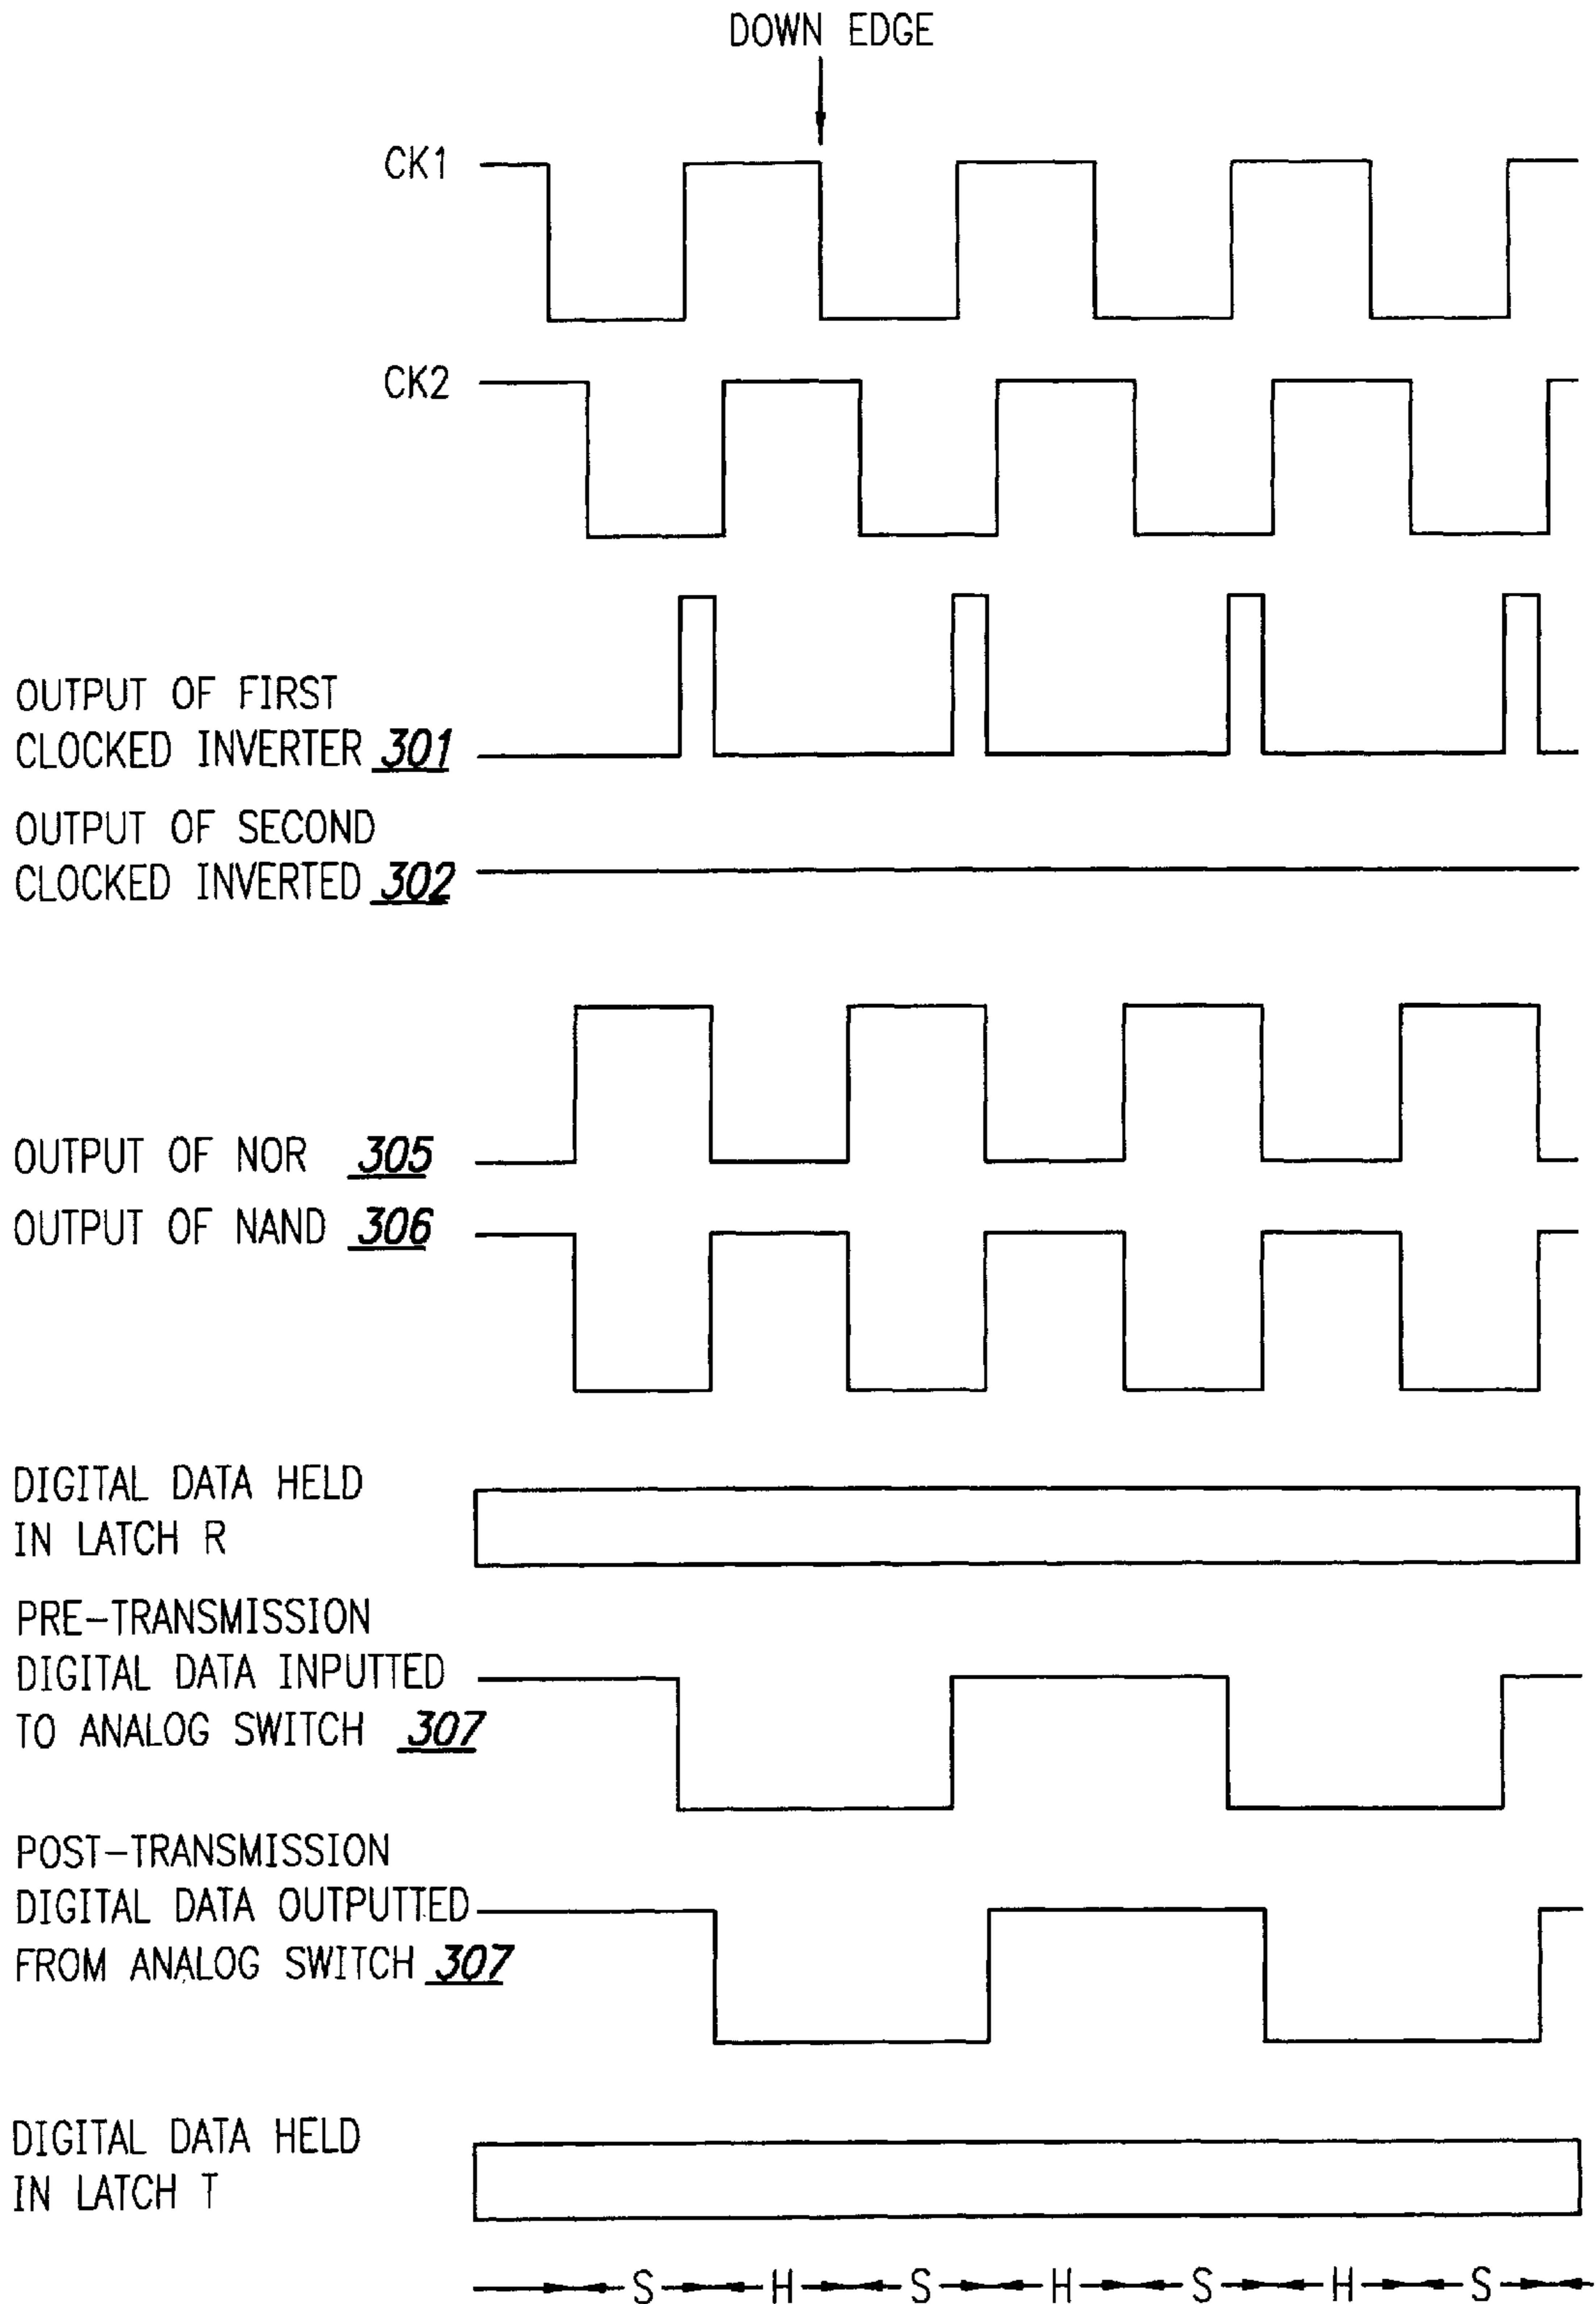 DOWN EDGE
CK1
CK2
OUTPUT OF FIRST
CLOCKED INVERTER 301
OUTPUT OF SECOND
CLOCKED INVERTED 302
OUTPUT OF NOR 305
OUTPUT OF NAND 306
DIGITAL DATA HELD
IN LATCH R
PRE-TRANSMISSION
DIGITAL DATA INPUTTED
TO ANALOG SWITCH 307
POST-TRANSMISSION
DIGITAL DATA OUTPUTTED
FROM ANALOG SWITCH 307
DIGITAL DATA HELD
IN LATCH T
S H S H S H S